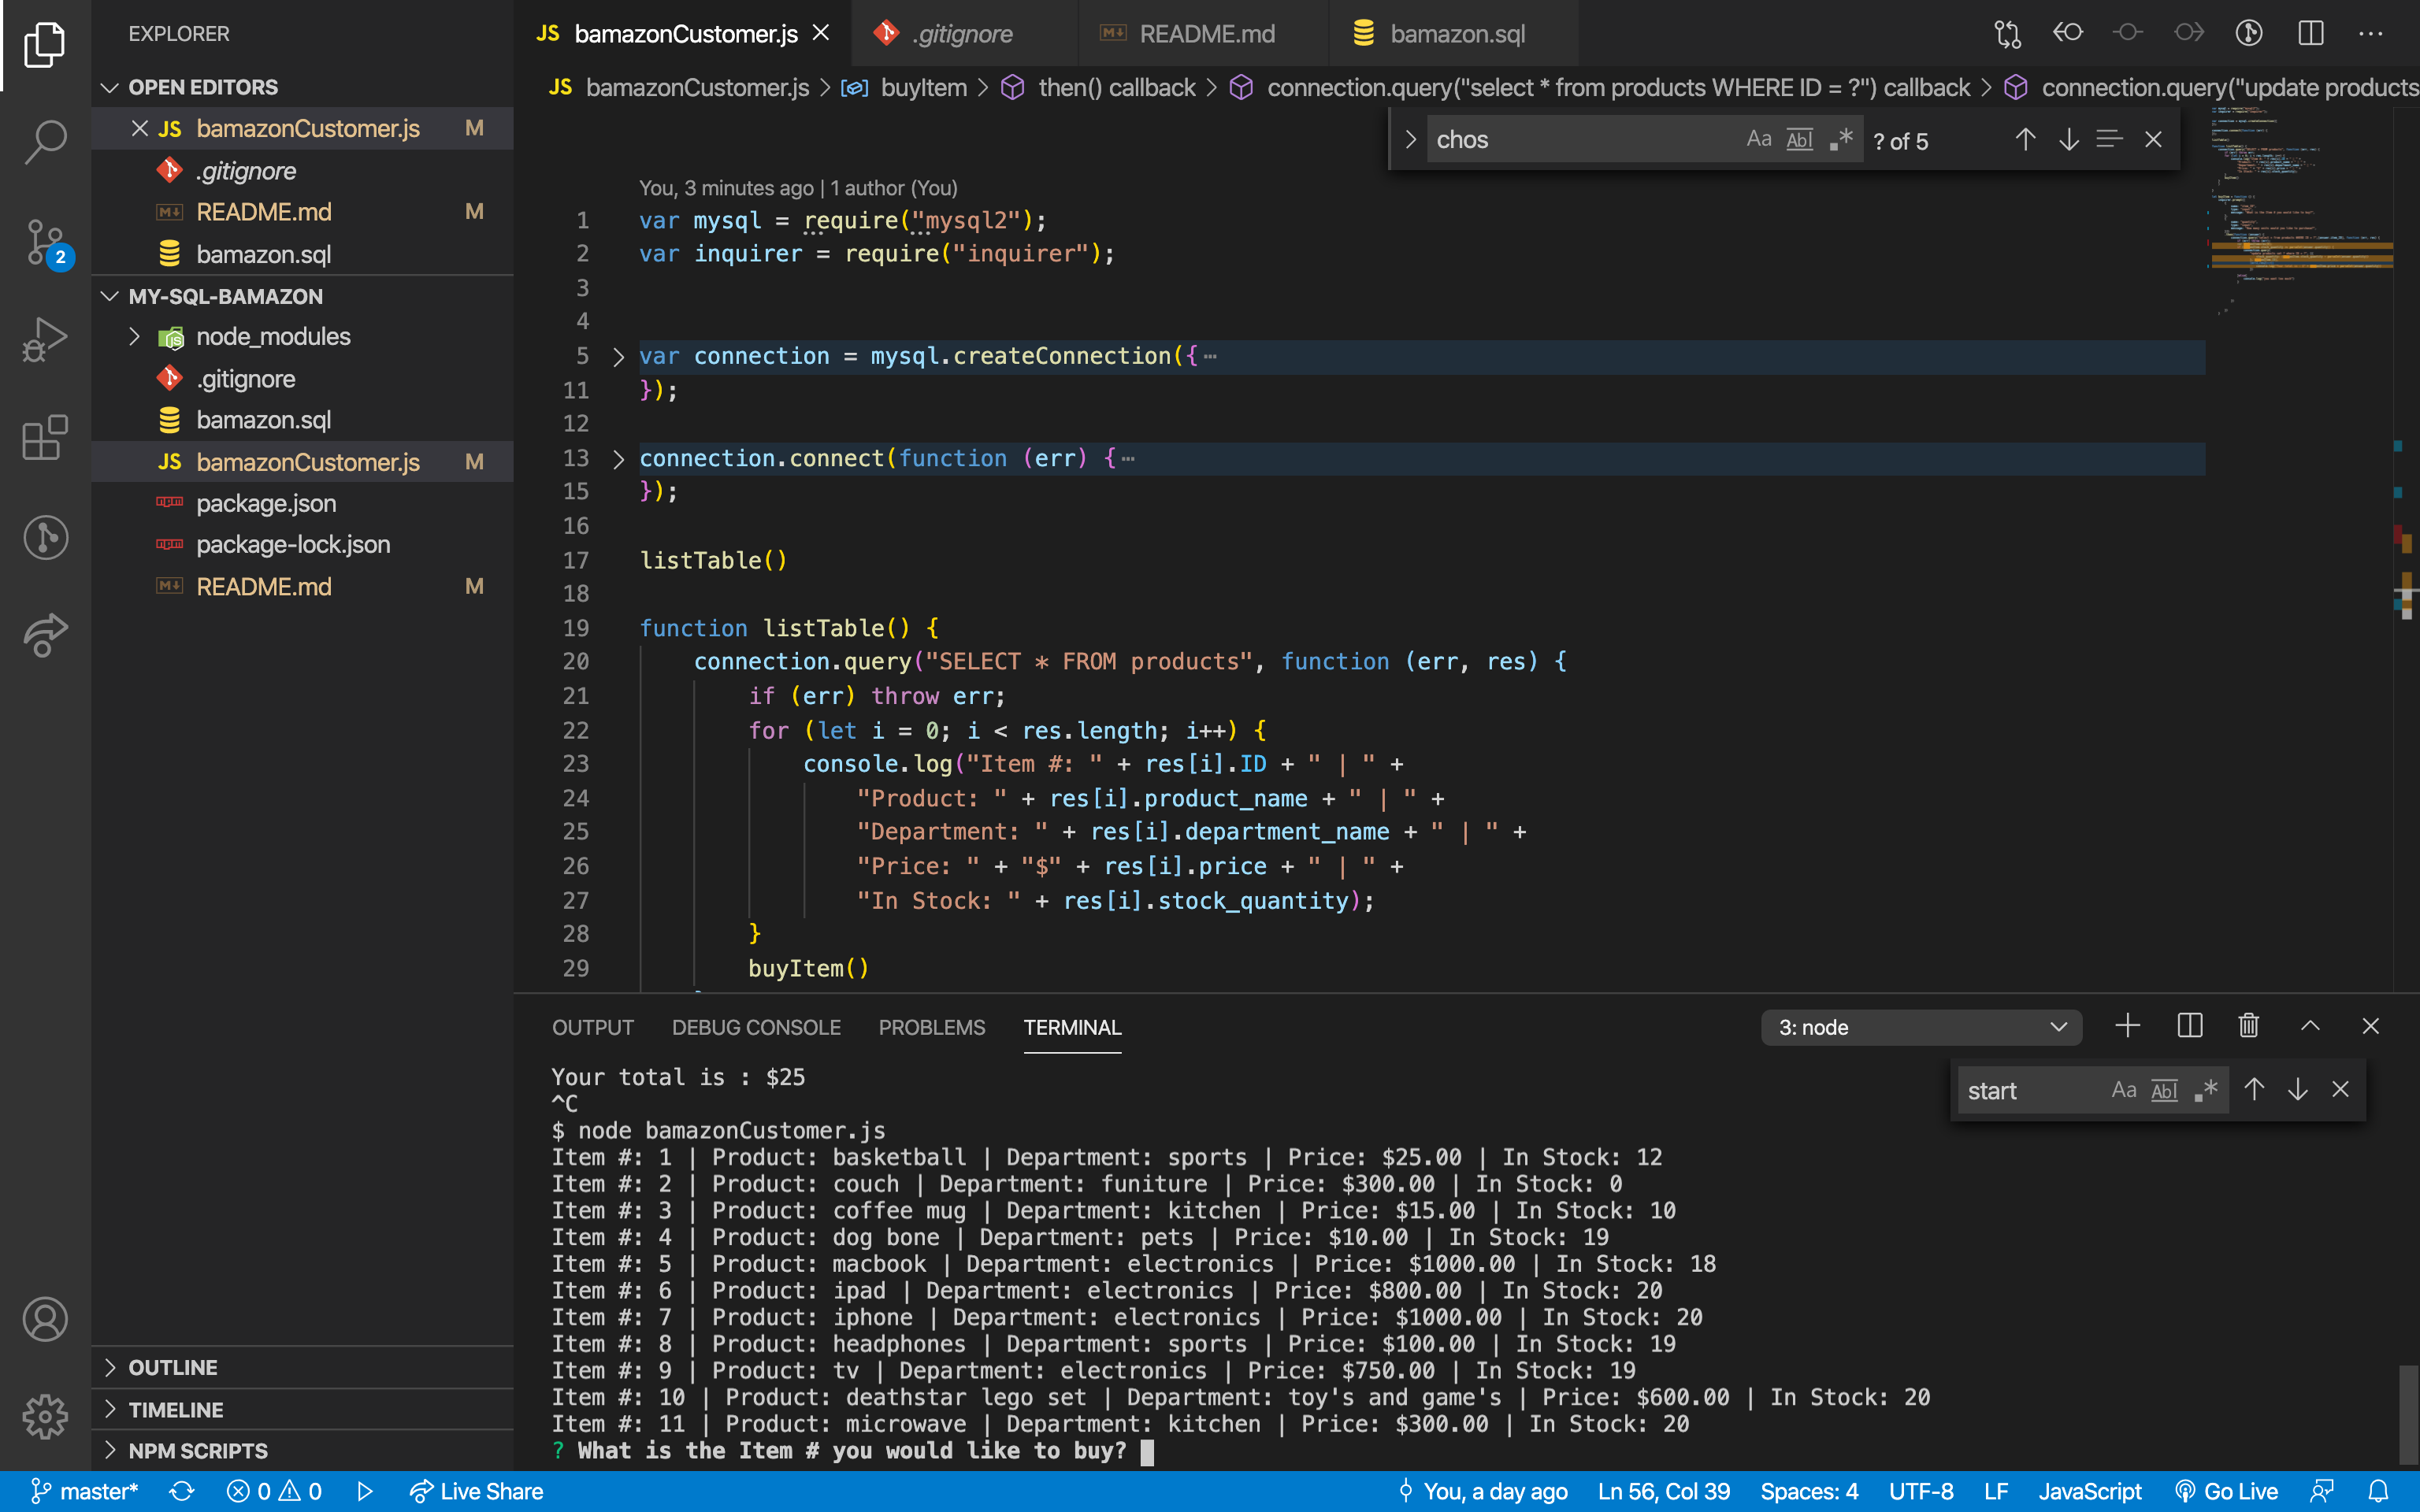 EXPLORER
OPEN EDITORS
JS bamazonCustomer.js M
.gitignore
README.md M
bamazon.sql
MY-SQL-BAMAZON
node_modules
.gitignore
bamazon.sql
JS bamazonCustomer.js M
package.json
package-lock.json
README.md M
OUTLINE
TIMELINE
NPM SCRIPTS
2
JS bamazonCustomer.js
.gitignore
README.md
bamazon.sql
JS bamazonCustomer.js > buyItem > then() callback > connection.query("select * from products WHERE ID = ?") callback > connection.query("update products
chos Aa Abl .* ? of 5
You, 3 minutes ago | 1 author (You)
1 var mysql = require("mysql2");
2 var inquirer = require("inquirer");
3
4
5 var connection = mysql.createConnection({ ⋯
11 });
12
13 connection.connect(function (err) { ⋯
15 });
16
17 listTable()
18
19 function listTable() {
20 connection.query("SELECT * FROM products", function (err, res) {
21 if (err) throw err;
22 for (let i = 0; i < res.length; i++) {
23 console.log("Item #: " + res[i].ID + " | " +
24 "Product: " + res[i].product_name + " | " +
25 "Department: " + res[i].department_name + " | " +
26 "Price: " + "$" + res[i].price + " | " +
27 "In Stock: " + res[i].stock_quantity);
28 }
29 buyItem()
OUTPUT DEBUG CONSOLE PROBLEMS TERMINAL 3: node
start Aa Abl .*
Your total is : $25
^C
$ node bamazonCustomer.js
Item #: 1 | Product: basketball | Department: sports | Price: $25.00 | In Stock: 12
Item #: 2 | Product: couch | Department: funiture | Price: $300.00 | In Stock: 0
Item #: 3 | Product: coffee mug | Department: kitchen | Price: $15.00 | In Stock: 10
Item #: 4 | Product: dog bone | Department: pets | Price: $10.00 | In Stock: 19
Item #: 5 | Product: macbook | Department: electronics | Price: $1000.00 | In Stock: 18
Item #: 6 | Product: ipad | Department: electronics | Price: $800.00 | In Stock: 20
Item #: 7 | Product: iphone | Department: electronics | Price: $1000.00 | In Stock: 20
Item #: 8 | Product: headphones | Department: sports | Price: $100.00 | In Stock: 19
Item #: 9 | Product: tv | Department: electronics | Price: $750.00 | In Stock: 19
Item #: 10 | Product: deathstar lego set | Department: toy's and game's | Price: $600.00 | In Stock: 20
Item #: 11 | Product: microwave | Department: kitchen | Price: $300.00 | In Stock: 20
? What is the Item # you would like to buy?
master* 0 0 Live Share You, a day ago Ln 56, Col 39 Spaces: 4 UTF-8 LF JavaScript Go Live